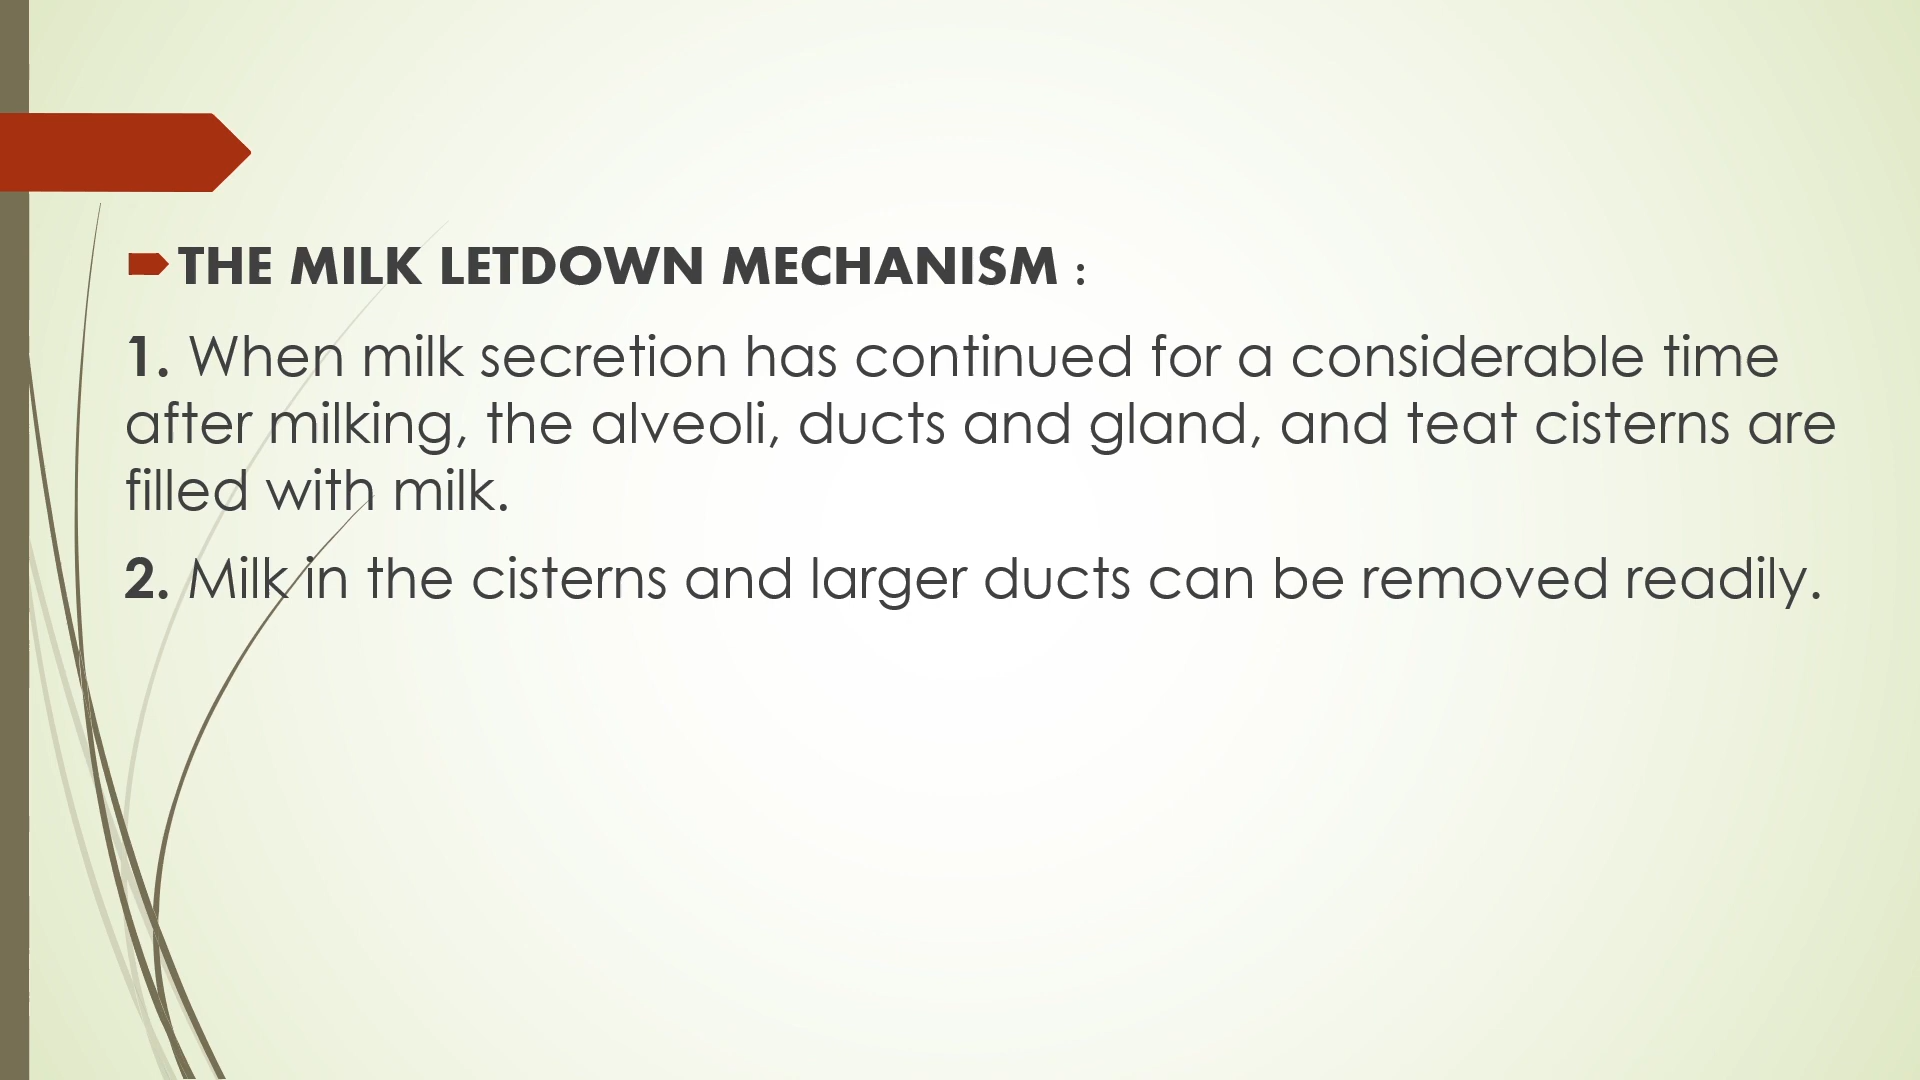 THE MILK LETDOWN MECHANISM :
1. When milk secretion has continued for a considerable time
after milking, the alveoli, ducts and gland, and teat cisterns are
filled with milk.
2. Milk in the cisterns and larger ducts can be removed readily.